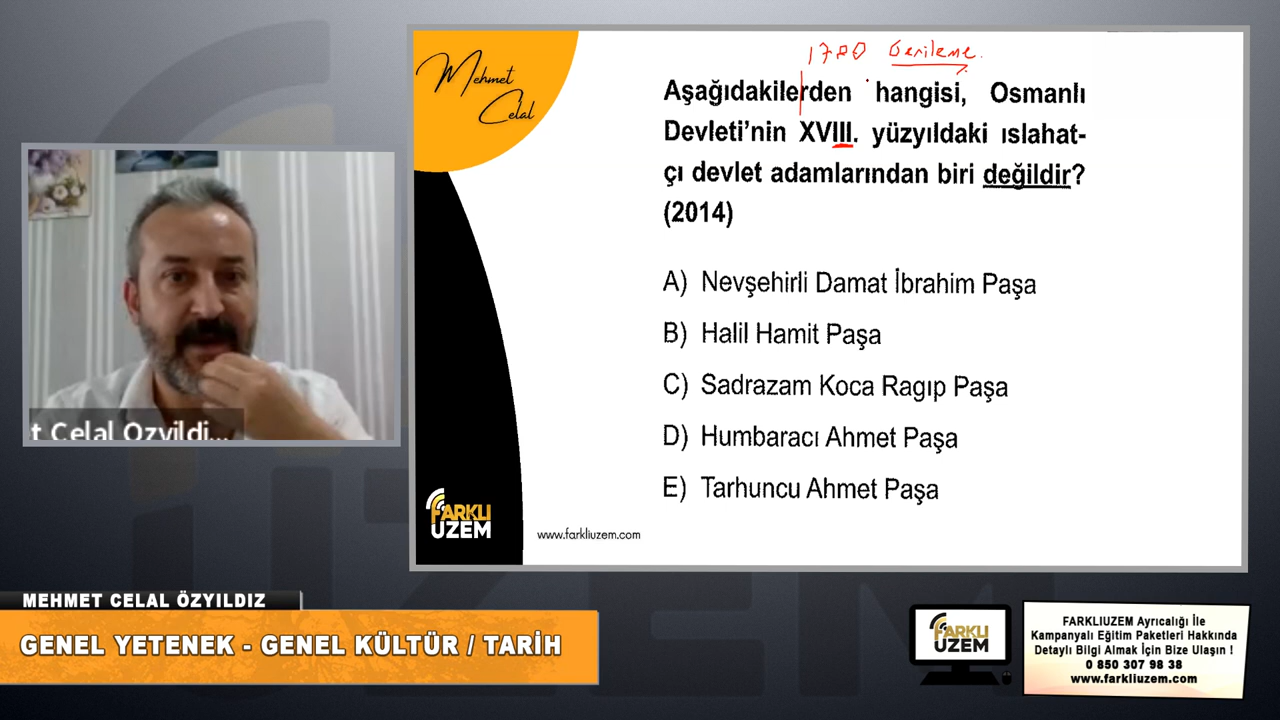 Mehmet
Celal
1700 Gerileme.
Aşağıdakilerden hangisi, Osmanlı
Devleti’nin XVIII. yüzyıldaki ıslahat-
çı devlet adamlarından biri değildir?
(2014)
A) Nevşehirli Damat İbrahim Paşa
B) Halil Hamit Paşa
C) Sadrazam Koca Ragıp Paşa
D) Humbaracı Ahmet Paşa
E) Tarhuncu Ahmet Paşa
FARKLI
UZEM
www.farkliuzem.com
t Celal Ozyildi...
MEHMET CELAL ÖZYILDIZ
GENEL YETENEK - GENEL KÜLTÜR / TARİH
FARKLI
UZEM
FARKLIUZEM Ayrıcalığı İle
Kampanyalı Eğitim Paketleri Hakkında
Detaylı Bilgi Almak İçin Bize Ulaşın !
0 850 307 98 38
www.farkliuzem.com
UZEM